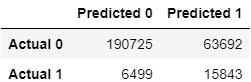 Predicted 0 Predicted 1
Actual 0 190725 63692
Actual 1 6499 15843